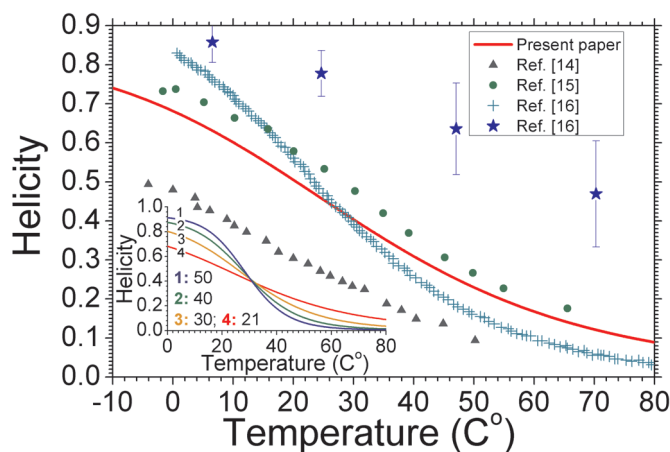 0.9
0.8
0.7
0.6
0.5
0.4
0.3
0.2
0.1
0.0
Helicity
-10 0 10 20 30 40 50 60 70 80
Temperature (C°)
Present paper
Ref. [14]
Ref. [15]
Ref. [16]
Ref. [16]
1.0
0.8
0.6
0.4
0.2
0.0
Helicity
1
2
3
4
1: 50
2: 40
3: 30; 4: 21
0 20 40 60 80
Temperature (C°)